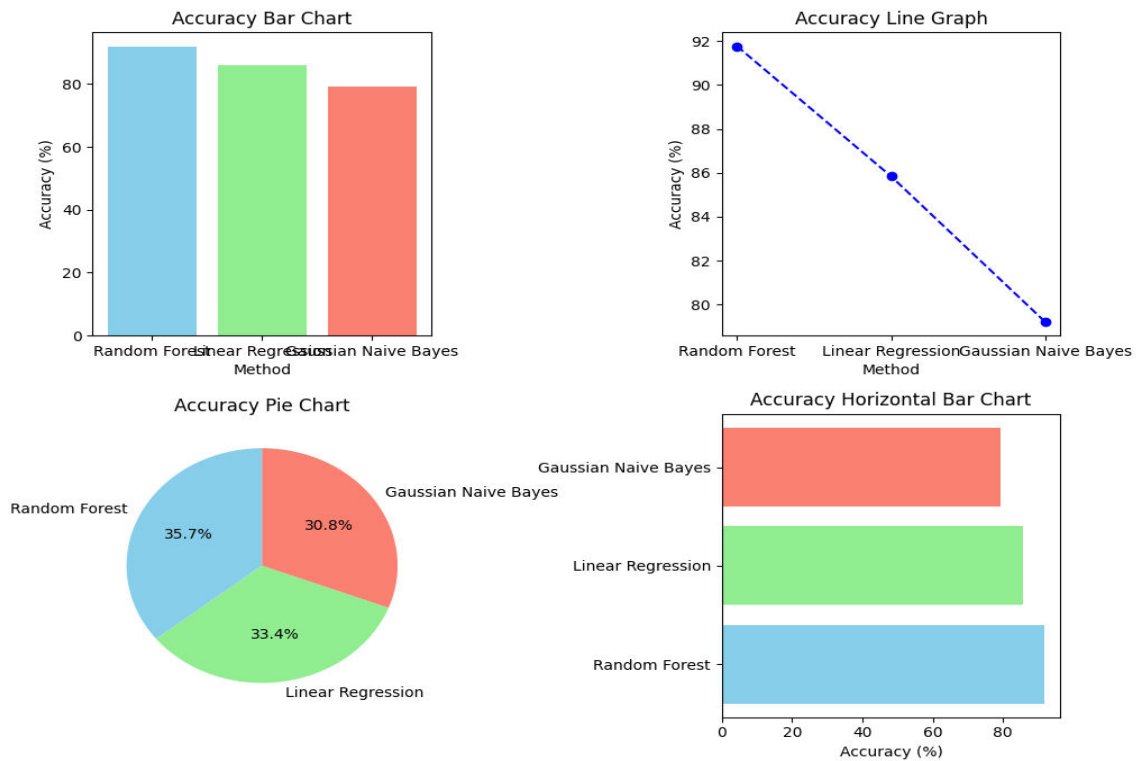 Accuracy Bar Chart
80
60
40
20
0
Accuracy (%)
Random Forest Linear Regression Gaussian Naive Bayes
Method
Accuracy Line Graph
92
90
88
86
84
82
80
Accuracy (%)
Random Forest Linear Regression Gaussian Naive Bayes
Method
Accuracy Pie Chart
Random Forest
35.7%
Gaussian Naive Bayes
30.8%
33.4%
Linear Regression
Accuracy Horizontal Bar Chart
Gaussian Naive Bayes
Linear Regression
Random Forest
0 20 40 60 80
Accuracy (%)